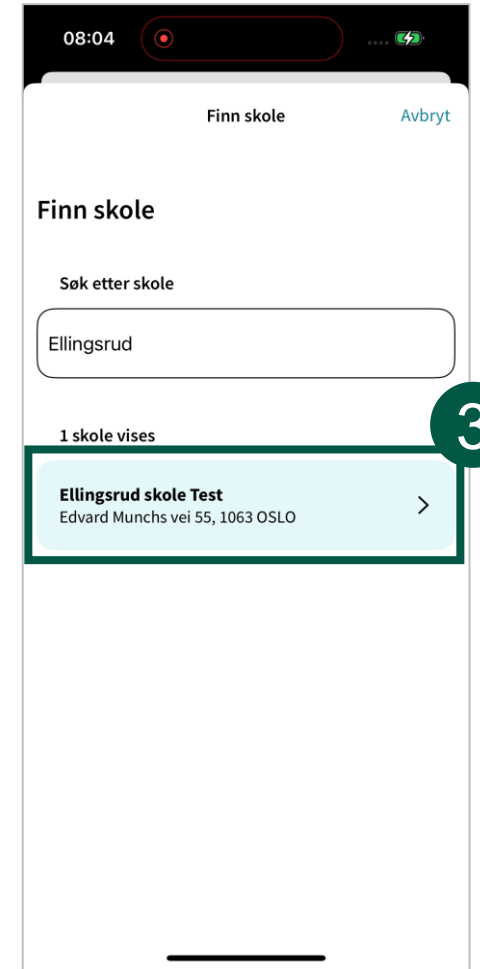 08:04
Finn skole
Avbryt
Finn skole
Søk etter skole
Ellingsrud
1 skole vises
3
Ellingsrud skole Test
Edvard Munchs vei 55, 1063 OSLO